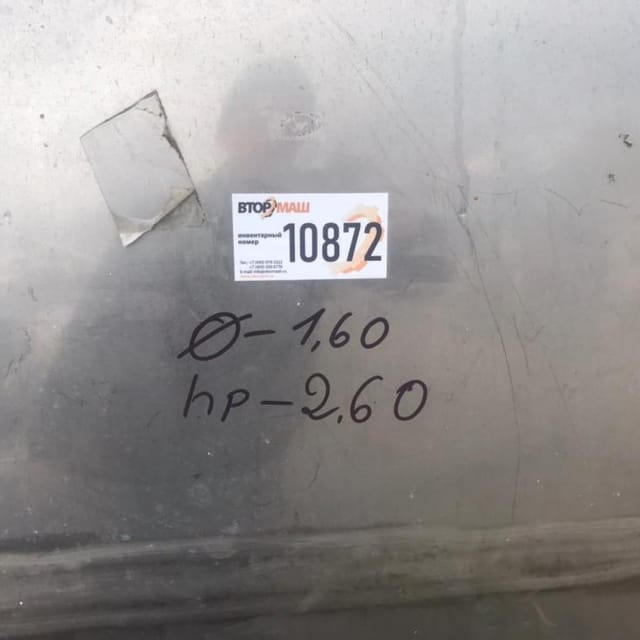 ВТОРМАШ
инвентарный
номер
10872
Ø-1,60
hр-2,60